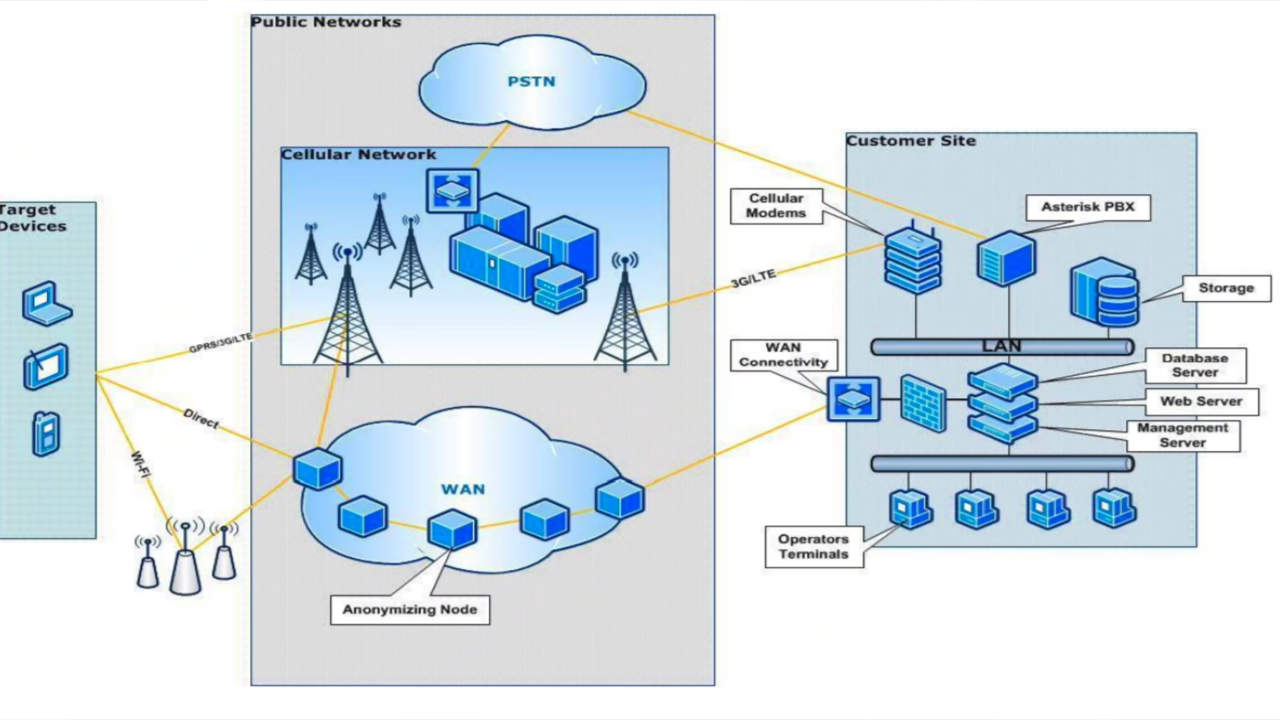 Public Networks
PSTN
Cellular Network
Customer Site
Cellular
Modems
Asterisk PBX
Target
Devices
3G/LTE
Storage
GPRS/3G/LTE
LAN
WAN
Connectivity
Database
Server
Web Server
Direct
Management
Server
Wi-Fi
WAN
Operators
Terminals
Anonymizing Node